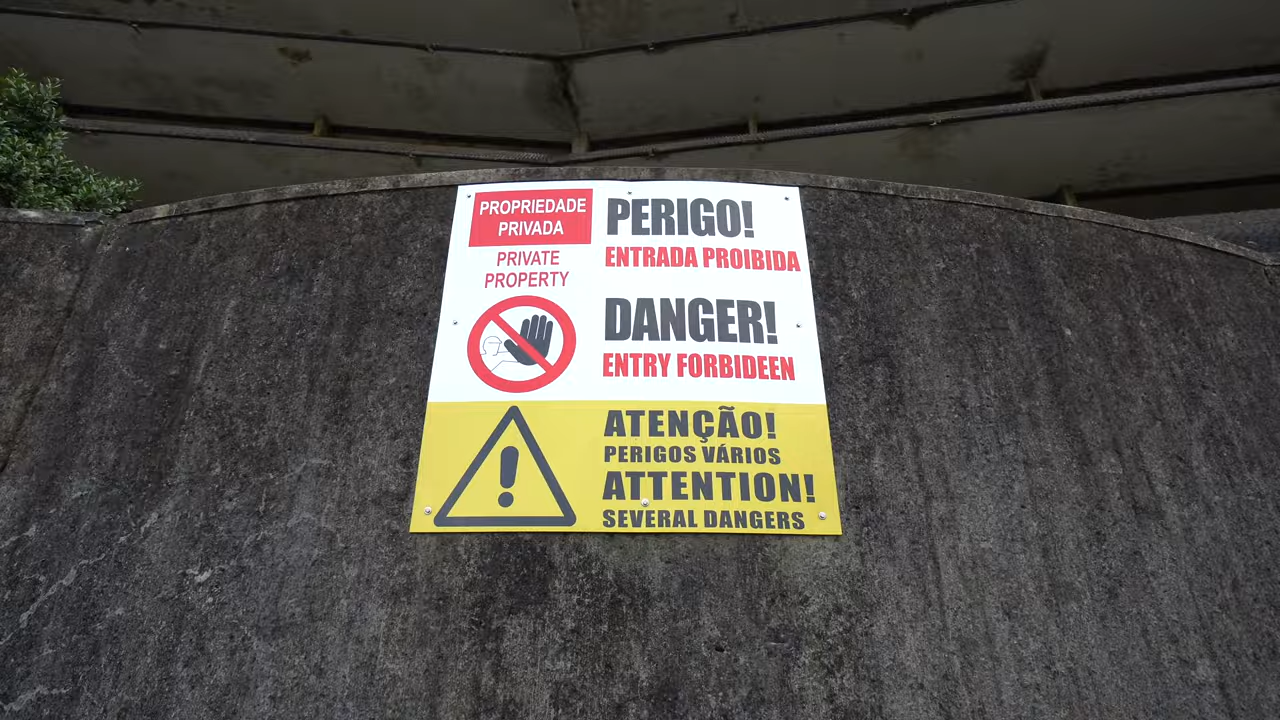 PROPRIEDADE
PRIVADA
PRIVATE
PROPERTY
PERIGO!
ENTRADA PROIBIDA
DANGER!
ENTRY FORBIDEEN
ATENÇÃO!
PERIGOS VÁRIOS
ATTENTION!
SEVERAL DANGERS